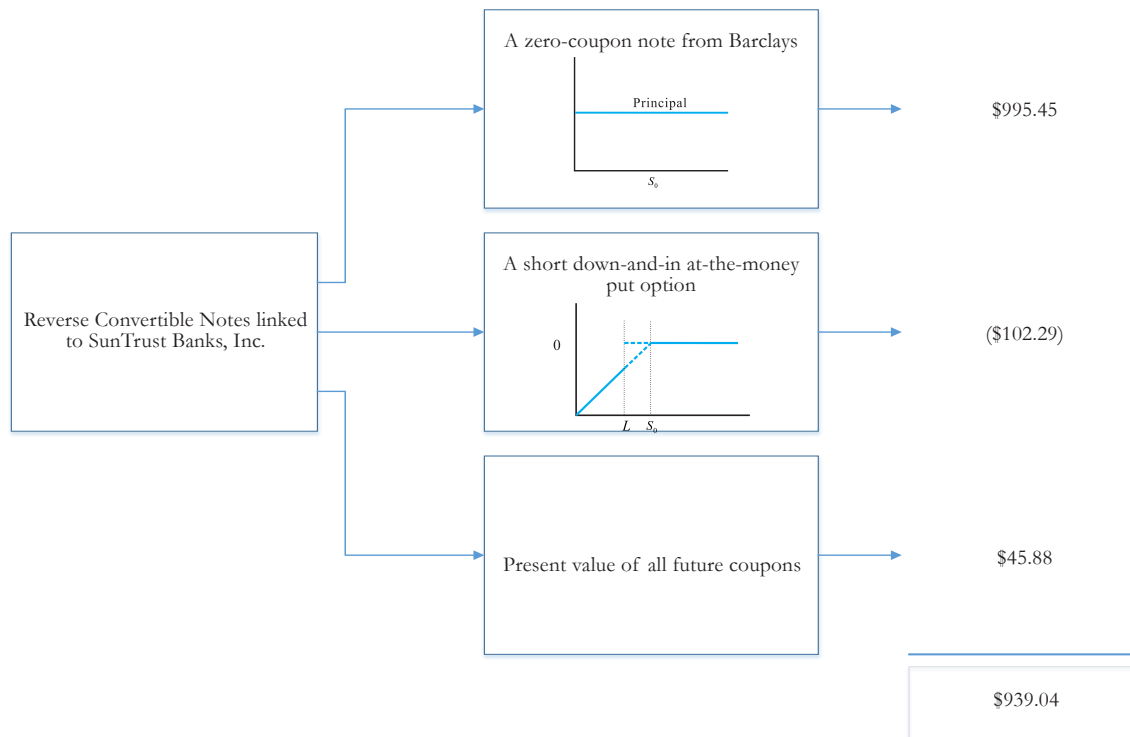 A zero-coupon note from Barclays
Principal
S₀
$995.45
Reverse Convertible Notes linked
to SunTrust Banks, Inc.
A short down-and-in at-the-money
put option
0
L S₀
($102.29)
Present value of all future coupons
$45.88
$939.04